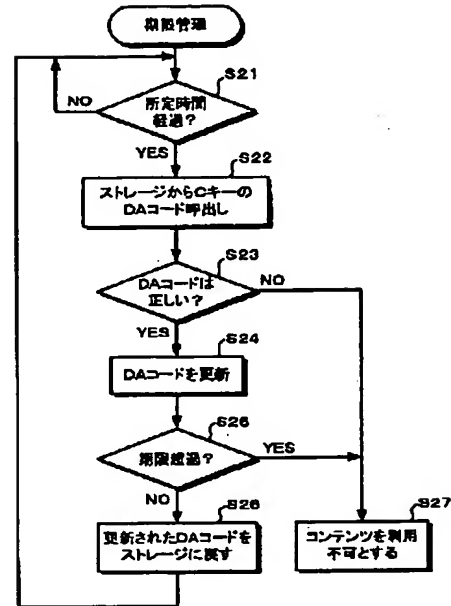 期限管理
S21
所定時間
経過?
NO
YES
S22
ストレージからCキーの
DAコード呼出し
S23
DAコードは
正しい?
NO
YES
S24
DAコードを更新
S26
期限超過?
YES
NO
S26
更新されたDAコードを
ストレージに戻す
S27
コンテンツを利用
不可とする